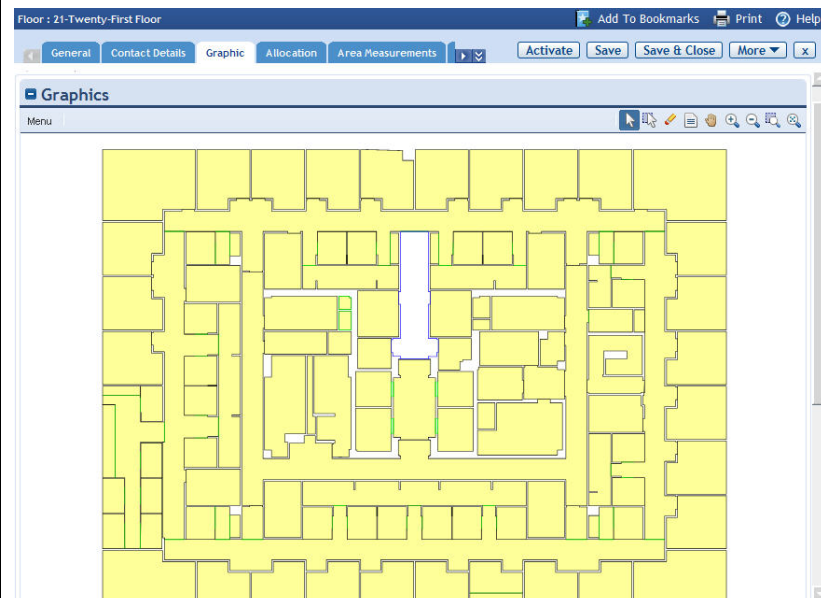 Floor : 21-Twenty-First Floor Add To Bookmarks Print Help
General Contact Details Graphic Allocation Area Measurements Activate Save Save & Close More x
Graphics
Menu